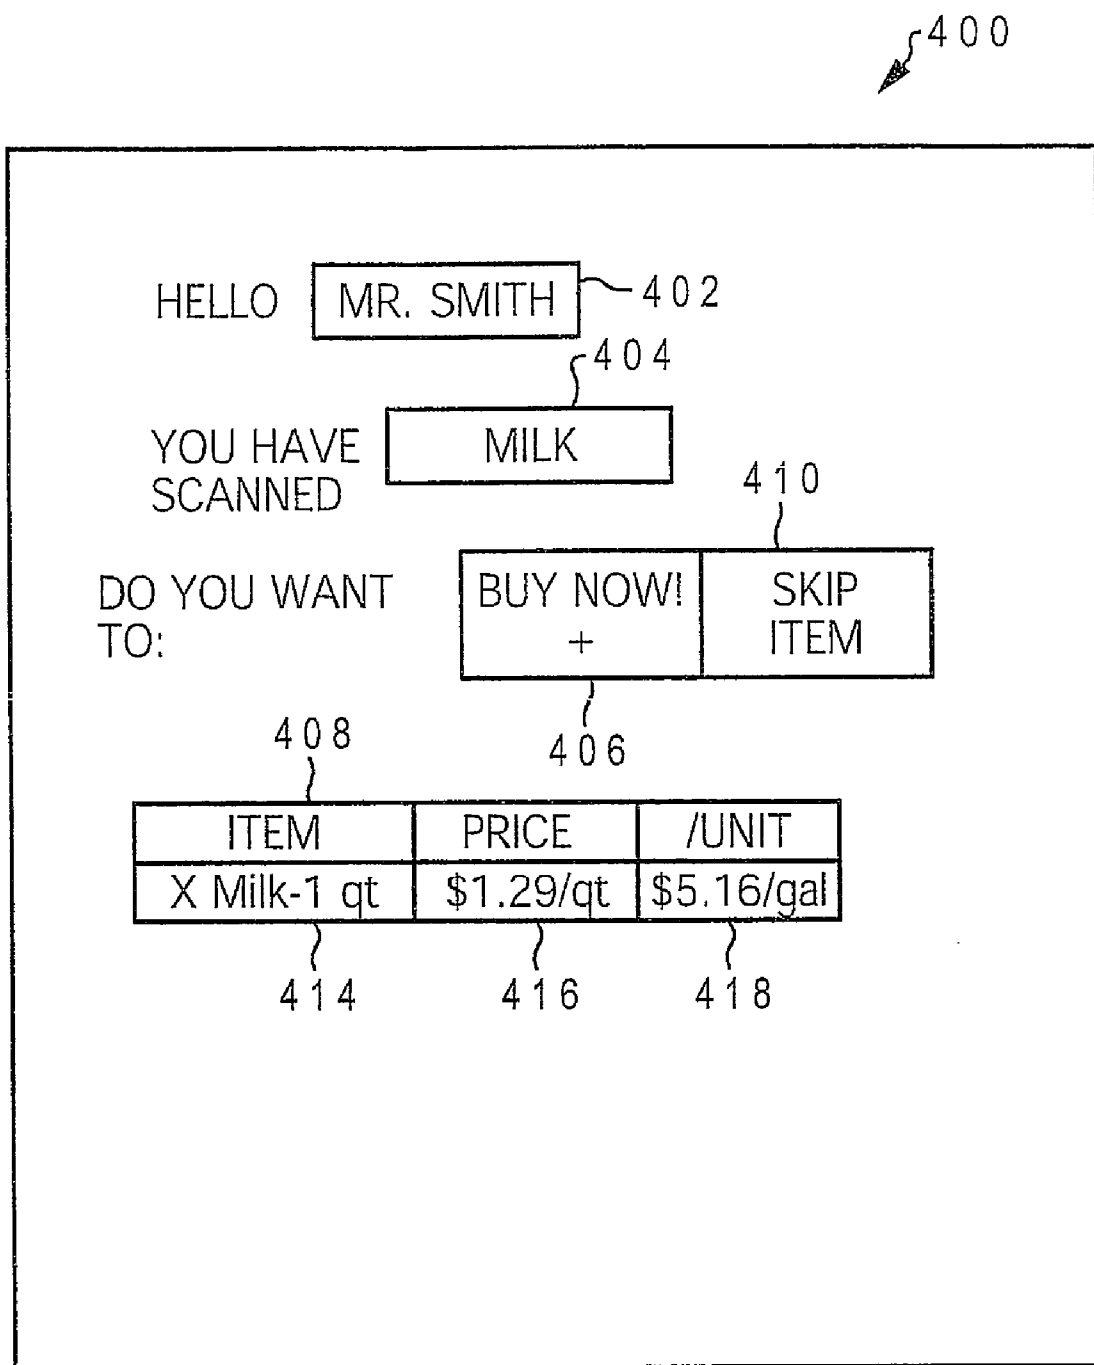 400
HELLO MR. SMITH 402
404
YOU HAVE SCANNED MILK
410
DO YOU WANT TO: BUY NOW! + SKIP ITEM
406
408
ITEM PRICE /UNIT
X Milk-1 qt $1.29/qt $5.16/gal
414 416 418